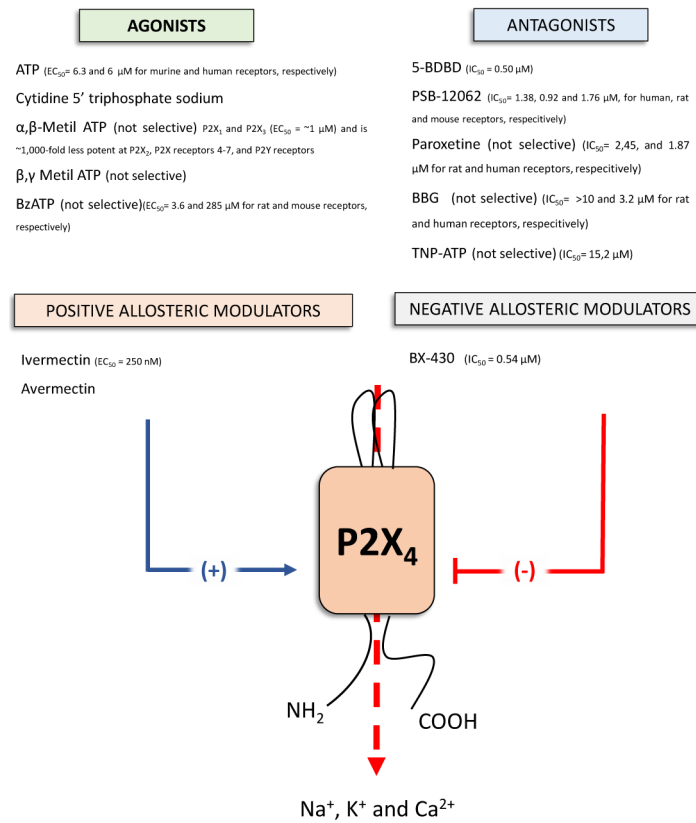 AGONISTS
ATP (EC50= 6.3 and 6 μM for murine and human receptors, respectively)
Cytidine 5' triphosphate sodium
α,β-Metil ATP (not selective) P2X1 and P2X3 (EC50 = ~1 μM) and is
~1,000-fold less potent at P2X2, P2X receptors 4-7, and P2Y receptors
β,γ Metil ATP (not selective)
BzATP (not selective)(EC50= 3.6 and 285 μM for rat and mouse receptors,
respectively)
ANTAGONISTS
5-BDBD (IC50 = 0.50 μM)
PSB-12062 (IC50= 1.38, 0.92 and 1.76 μM, for human, rat
and mouse receptors, respectively)
Paroxetine (not selective) (IC50= 2,45, and 1.87
μM for rat and human receptors, respecitively)
BBG (not selective) (IC50= >10 and 3.2 μM for rat
and human receptors, respecitively)
TNP-ATP (not selective) (IC50= 15,2 μM)
POSITIVE ALLOSTERIC MODULATORS
Ivermectin (EC50 = 250 nM)
Avermectin
NEGATIVE ALLOSTERIC MODULATORS
BX-430 (IC50 = 0.54 μM)
P2X4
(+)
(-)
NH2
COOH
Na+, K+ and Ca2+